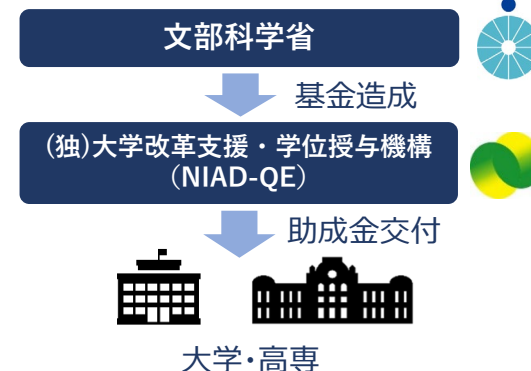 文部科学省
基金造成
(独)大学改革支援・学位授与機構
(NIAD-QE)
助成金交付
大学・高専